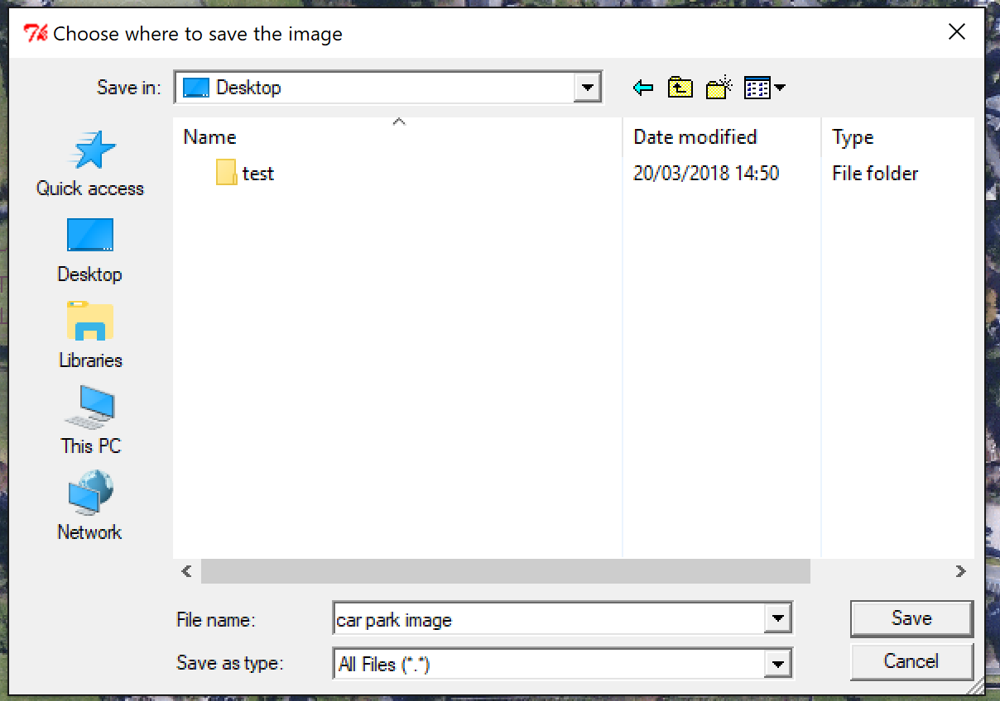 Choose where to save the image
Save in: Desktop
Name Date modified Type
test 20/03/2018 14:50 File folder
Quick access
Desktop
Libraries
This PC
Network
File name: car park image Save
Save as type: All Files (*.*) Cancel